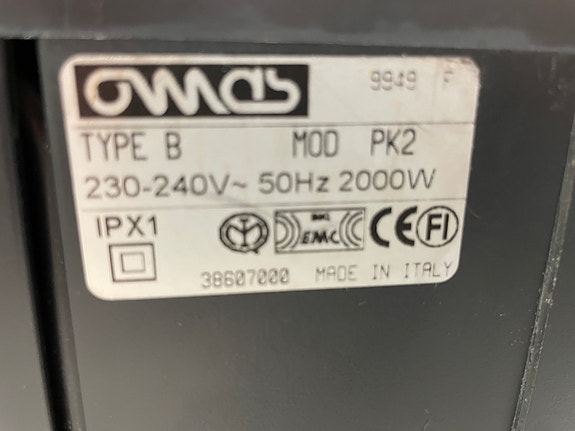 omas 9949 F
TYPE B MOD PK2
230-240V~ 50Hz 2000W
IPX1 EMC CE FI
38607000 MADE IN ITALY